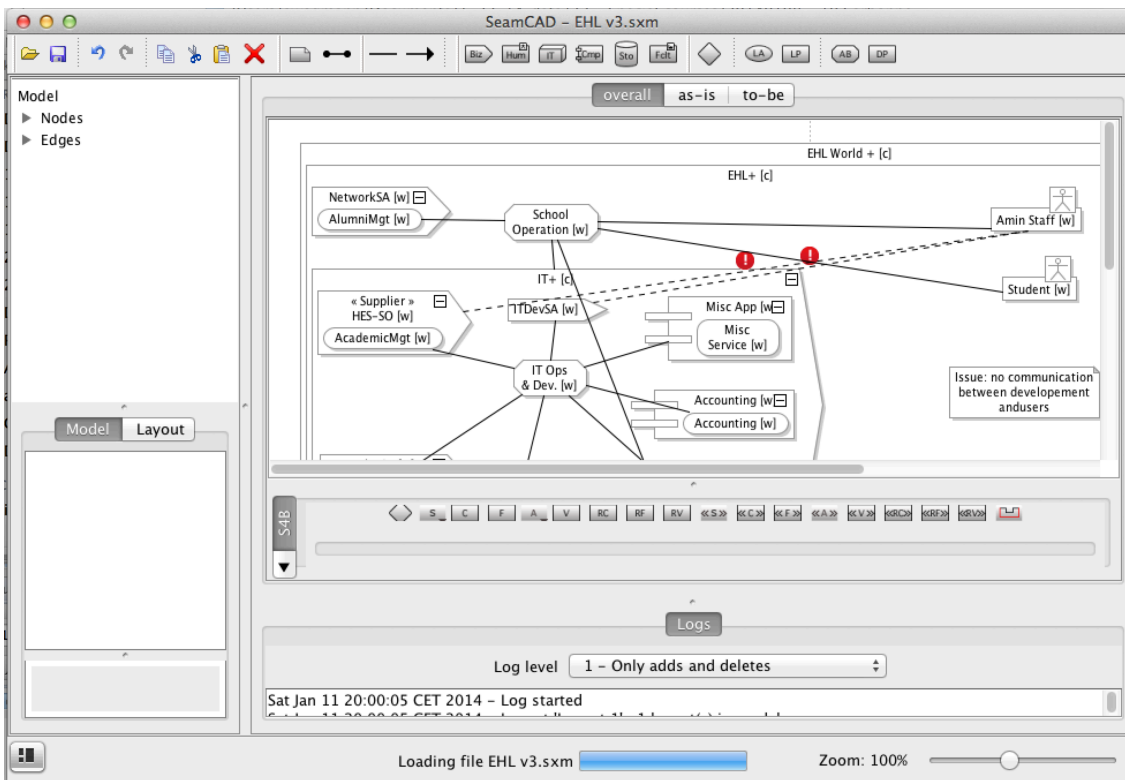 SeamCAD – EHL v3.sxm
Biz
Hum
IT
Cmp
Sto
Fclt
LA
LP
AB
DP
Model
Nodes
Edges
overall
as-is
to-be
EHL World + [c]
EHL+ [c]
NetworkSA [w]
AlumniMgt [w]
School
Operation [w]
Amin Staff [w]
Student [w]
IT+ [c]
« Supplier »
HES-SO [w]
AcademicMgt [w]
ITDevSA [w]
Misc App [w]
Misc
Service [w]
IT Ops
& Dev. [w]
Accounting [w]
Accounting [w]
Issue: no communication
between developement
andusers
Model
Layout
S4B
S
C
F
A
V
RC
RF
RV
«S»
«C»
«F»
«A»
«V»
«RC»
«RF»
«RV»
Logs
Log level
1 – Only adds and deletes
Sat Jan 11 20:00:05 CET 2014 – Log started
Loading file EHL v3.sxm
Zoom: 100%